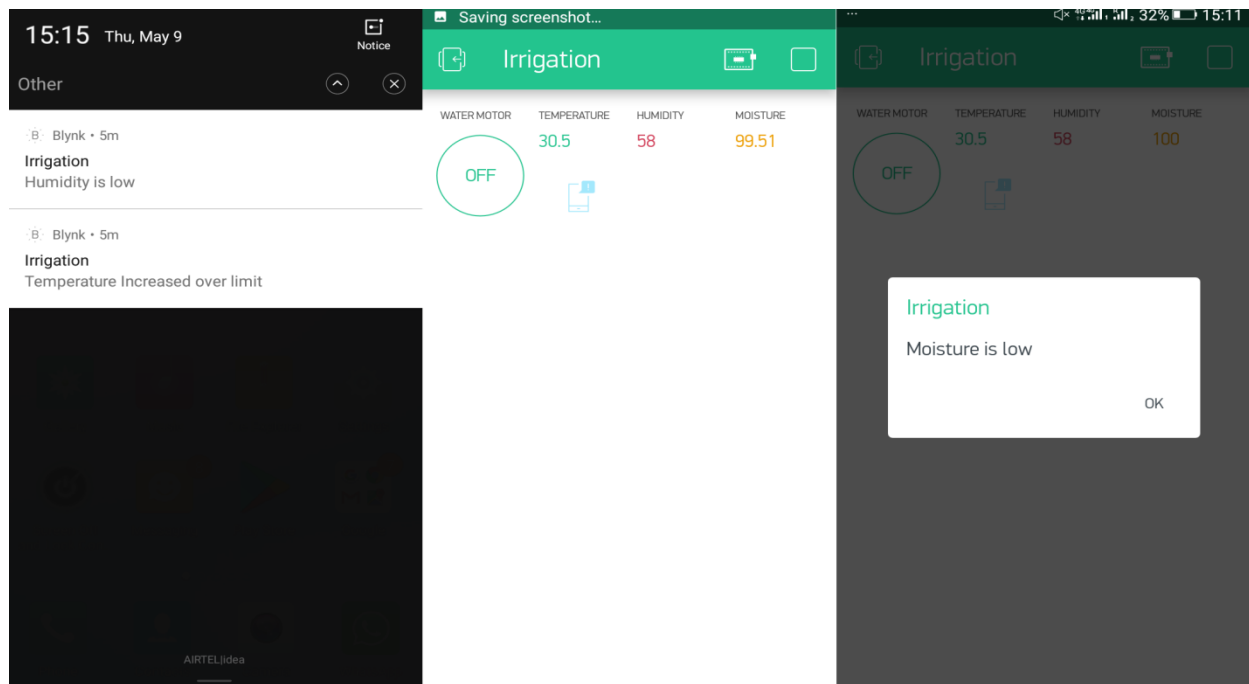 15:15 Thu, May 9
Notice
Other
B Blynk • 5m
Irrigation
Humidity is low
B Blynk • 5m
Irrigation
Temperature Increased over limit
AIRTEL|idea
Saving screenshot...
Irrigation
WATER MOTOR TEMPERATURE HUMIDITY MOISTURE
30.5 58 99.51
OFF
1
... 32% 15:11
Irrigation
WATER MOTOR TEMPERATURE HUMIDITY MOISTURE
30.5 58 100
OFF
1
Irrigation
Moisture is low
OK